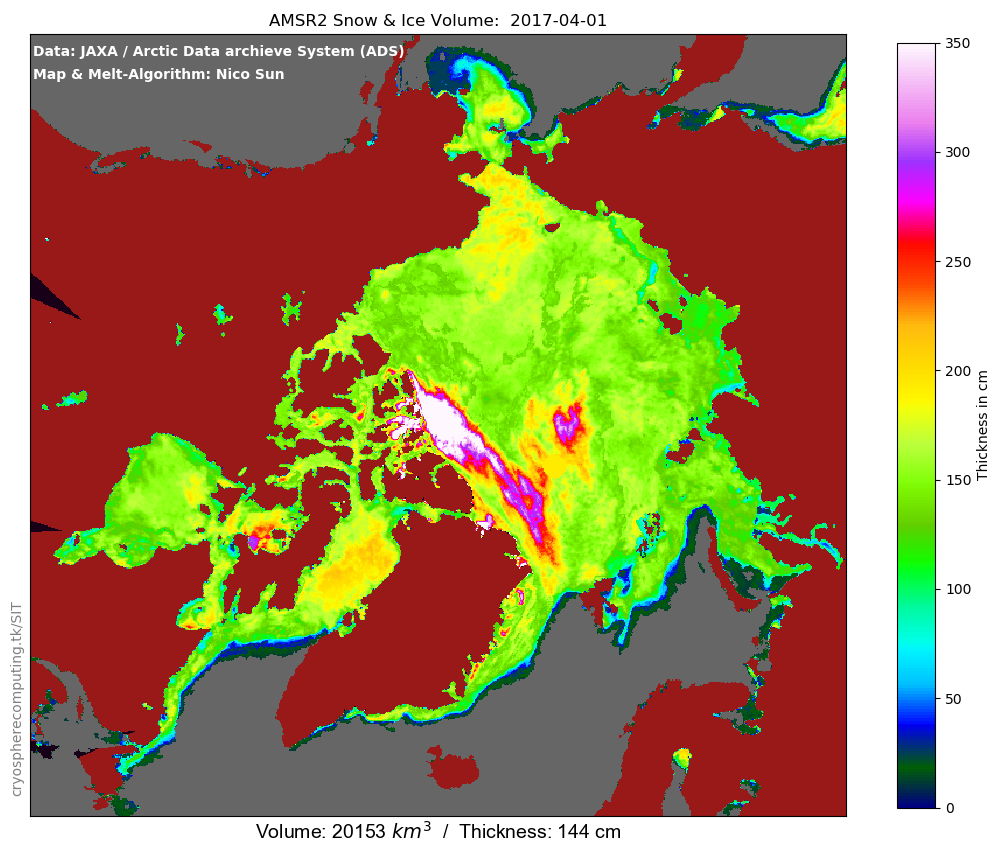 AMSR2 Snow & Ice Volume:  2017-04-01
Data: JAXA / Arctic Data archieve System (ADS)
Map & Melt-Algorithm: Nico Sun
350
300
250
200
150
100
50
0
Thickness in cm
cryospherecomputing.tk/SIT
Volume: 20153 km³  /  Thickness: 144 cm